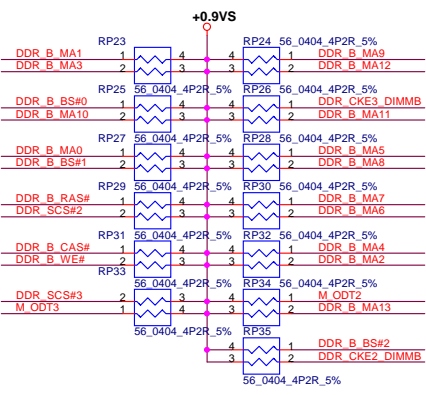 +0.9VS
RP23 RP24 56_0404_4P2R_5%
DDR_B_MA1 1 4 4 1 DDR_B_MA9
DDR_B_MA3 2 3 3 2 DDR_B_MA12
RP25 56_0404_4P2R_5% RP26 56_0404_4P2R_5%
DDR_B_BS#0 1 4 4 1 DDR_CKE3_DIMMB
DDR_B_MA10 2 3 3 2 DDR_B_MA11
RP27 56_0404_4P2R_5% RP28 56_0404_4P2R_5%
DDR_B_MA0 1 4 4 1 DDR_B_MA5
DDR_B_BS#1 2 3 3 2 DDR_B_MA8
RP29 56_0404_4P2R_5% RP30 56_0404_4P2R_5%
DDR_B_RAS# 1 4 4 1 DDR_B_MA7
DDR_SCS#2 2 3 3 2 DDR_B_MA6
RP31 56_0404_4P2R_5% RP32 56_0404_4P2R_5%
DDR_B_CAS# 1 4 4 1 DDR_B_MA4
DDR_B_WE# 2 3 3 2 DDR_B_MA2
RP33 56_0404_4P2R_5% RP34 56_0404_4P2R_5%
DDR_SCS#3 2 3 4 1 M_ODT2
M_ODT3 1 4 3 2 DDR_B_MA13
56_0404_4P2R_5% RP35
4 1 DDR_B_BS#2
3 2 DDR_CKE2_DIMMB
56_0404_4P2R_5%